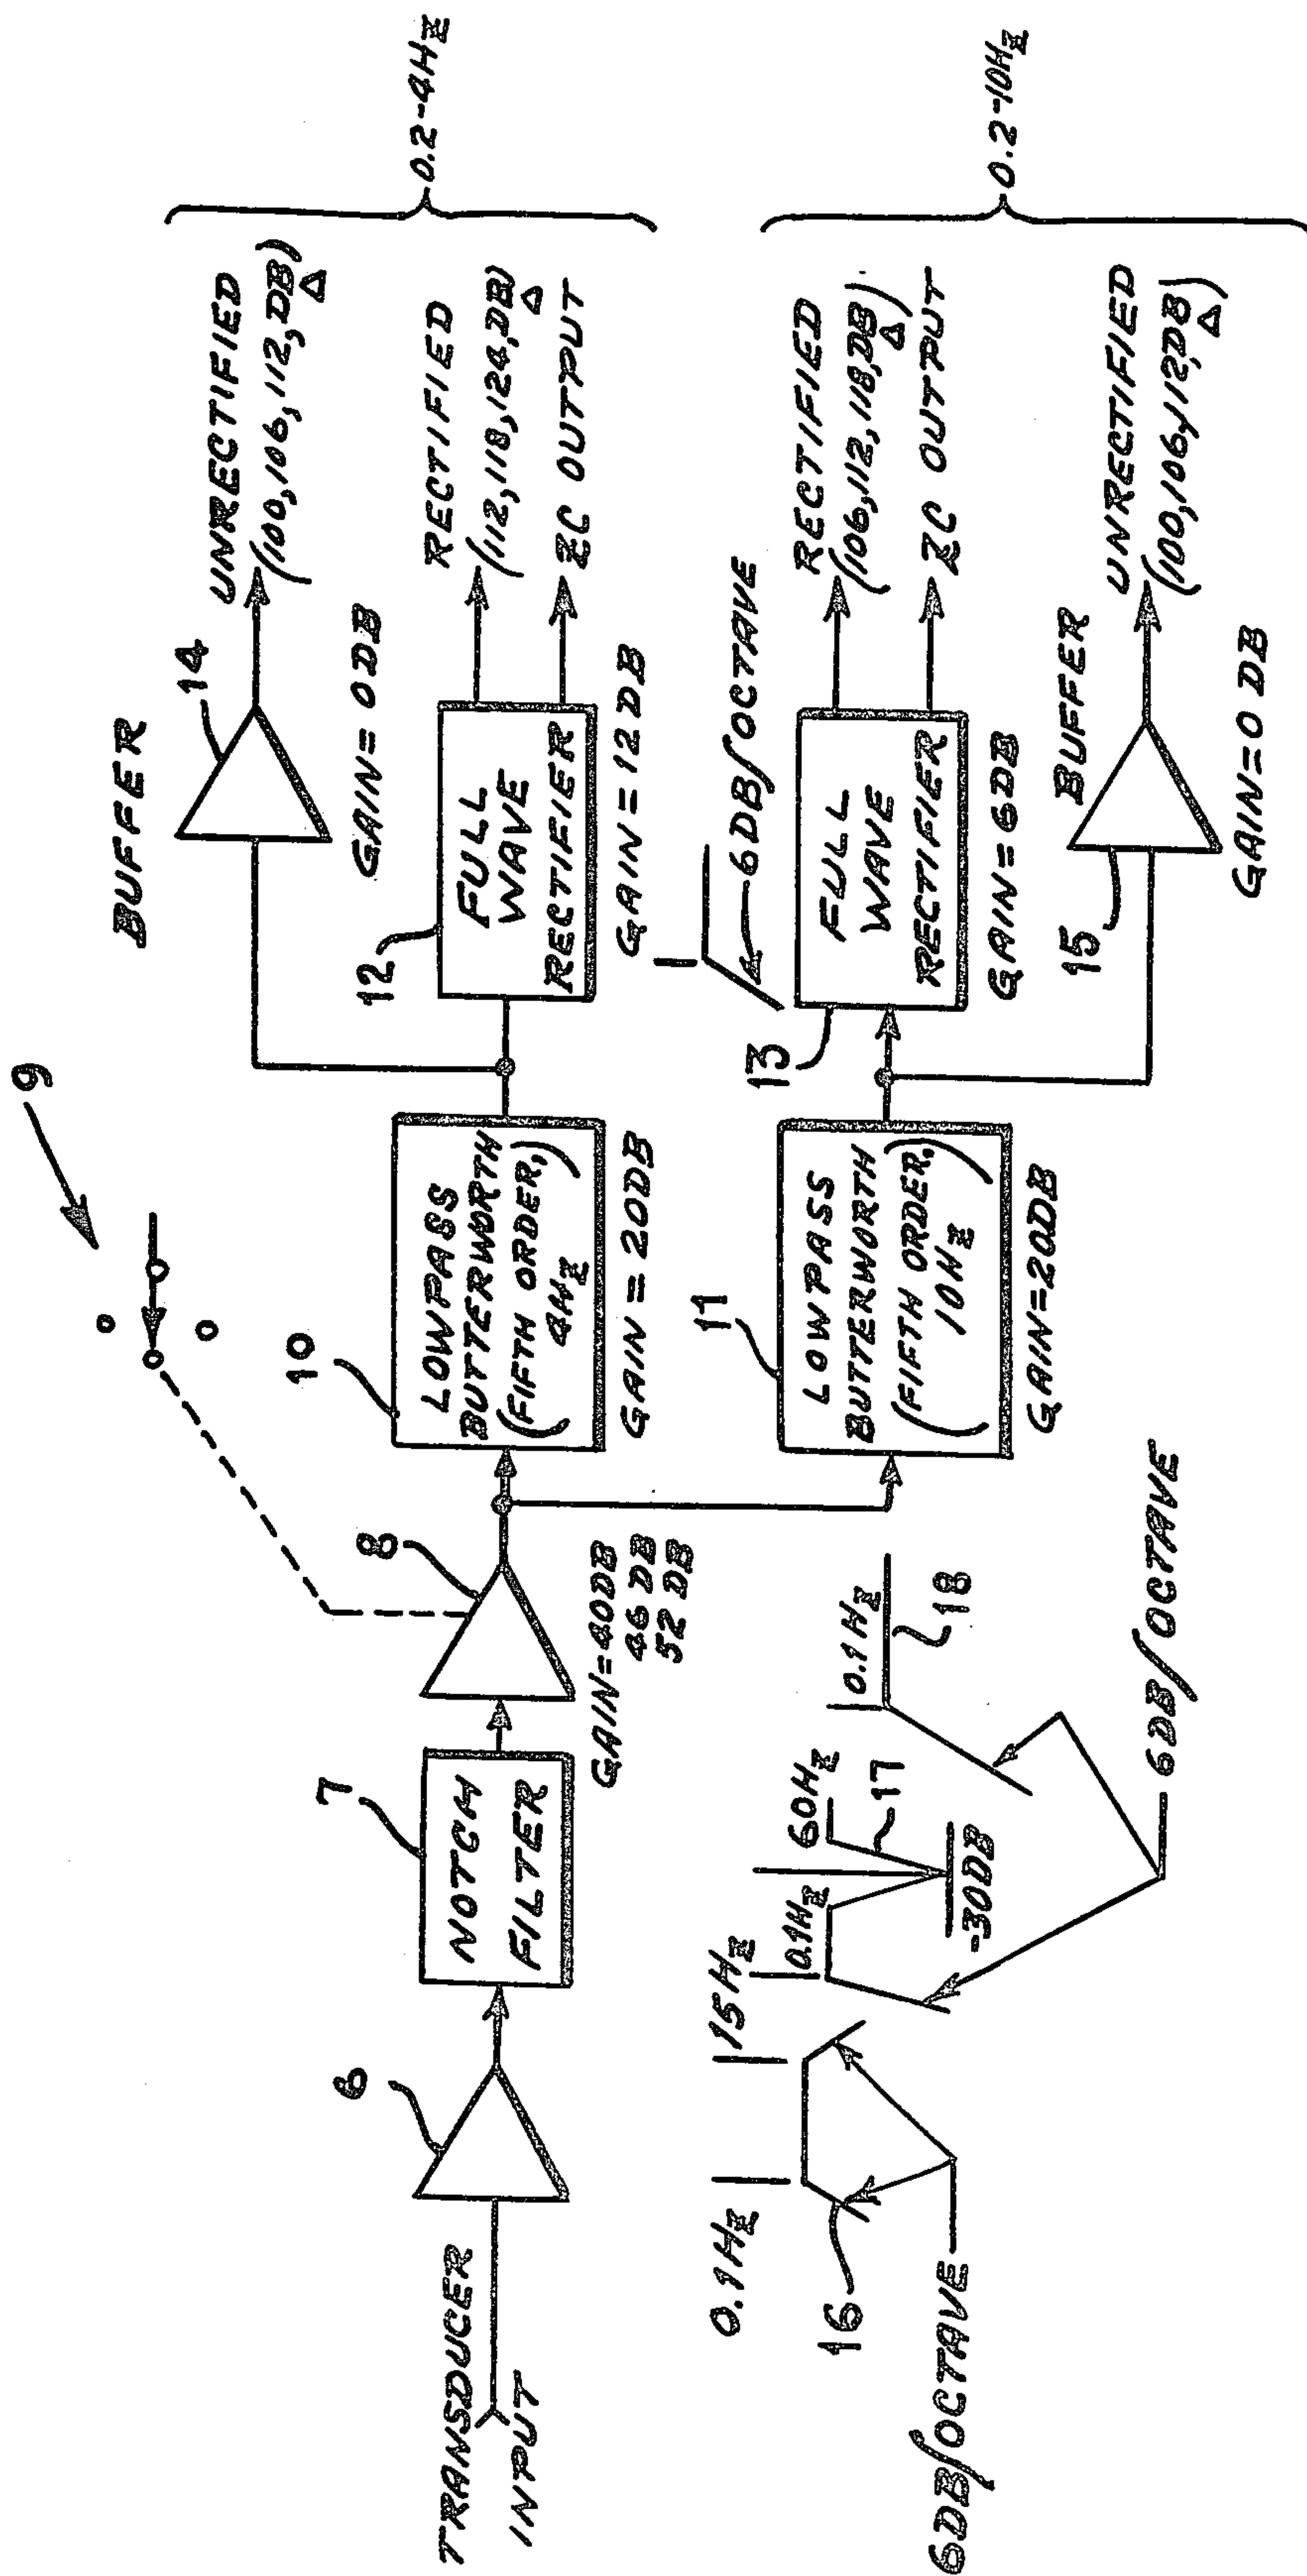 9
BUFFER
14
UNRECTIFIED
(100,106,112,DB)
Δ
GAIN= 0DB
0.2-4HZ
TRANSDUCER
INPUT
6
7
NOTCH
FILTER
8
GAIN=40DB
46 DB
52 DB
10
LOWPASS
BUTTERWORTH
(FIFTH ORDER,
4HZ)
GAIN = 20DB
12
FULL
WAVE
RECTIFIER
GAIN = 12 DB
RECTIFIED
(112,118,124,DB)
Δ
ZC OUTPUT
11
LOWPASS
BUTTERWORTH
(FIFTH ORDER,
10HZ)
GAIN=20DB
1
6DB/OCTAVE
13
FULL
WAVE
RECTIFIER
GAIN=6DB
RECTIFIED
(106,112,118,DB)
Δ
ZC OUTPUT
0.2-10HZ
15
BUFFER
GAIN=0 DB
UNRECTIFIED
(100,106,112,DB)
Δ
0.1HZ
15HZ
16
6DB/OCTAVE
0.1HZ
60HZ
17
-30DB
0.1HZ
18
6DB/OCTAVE